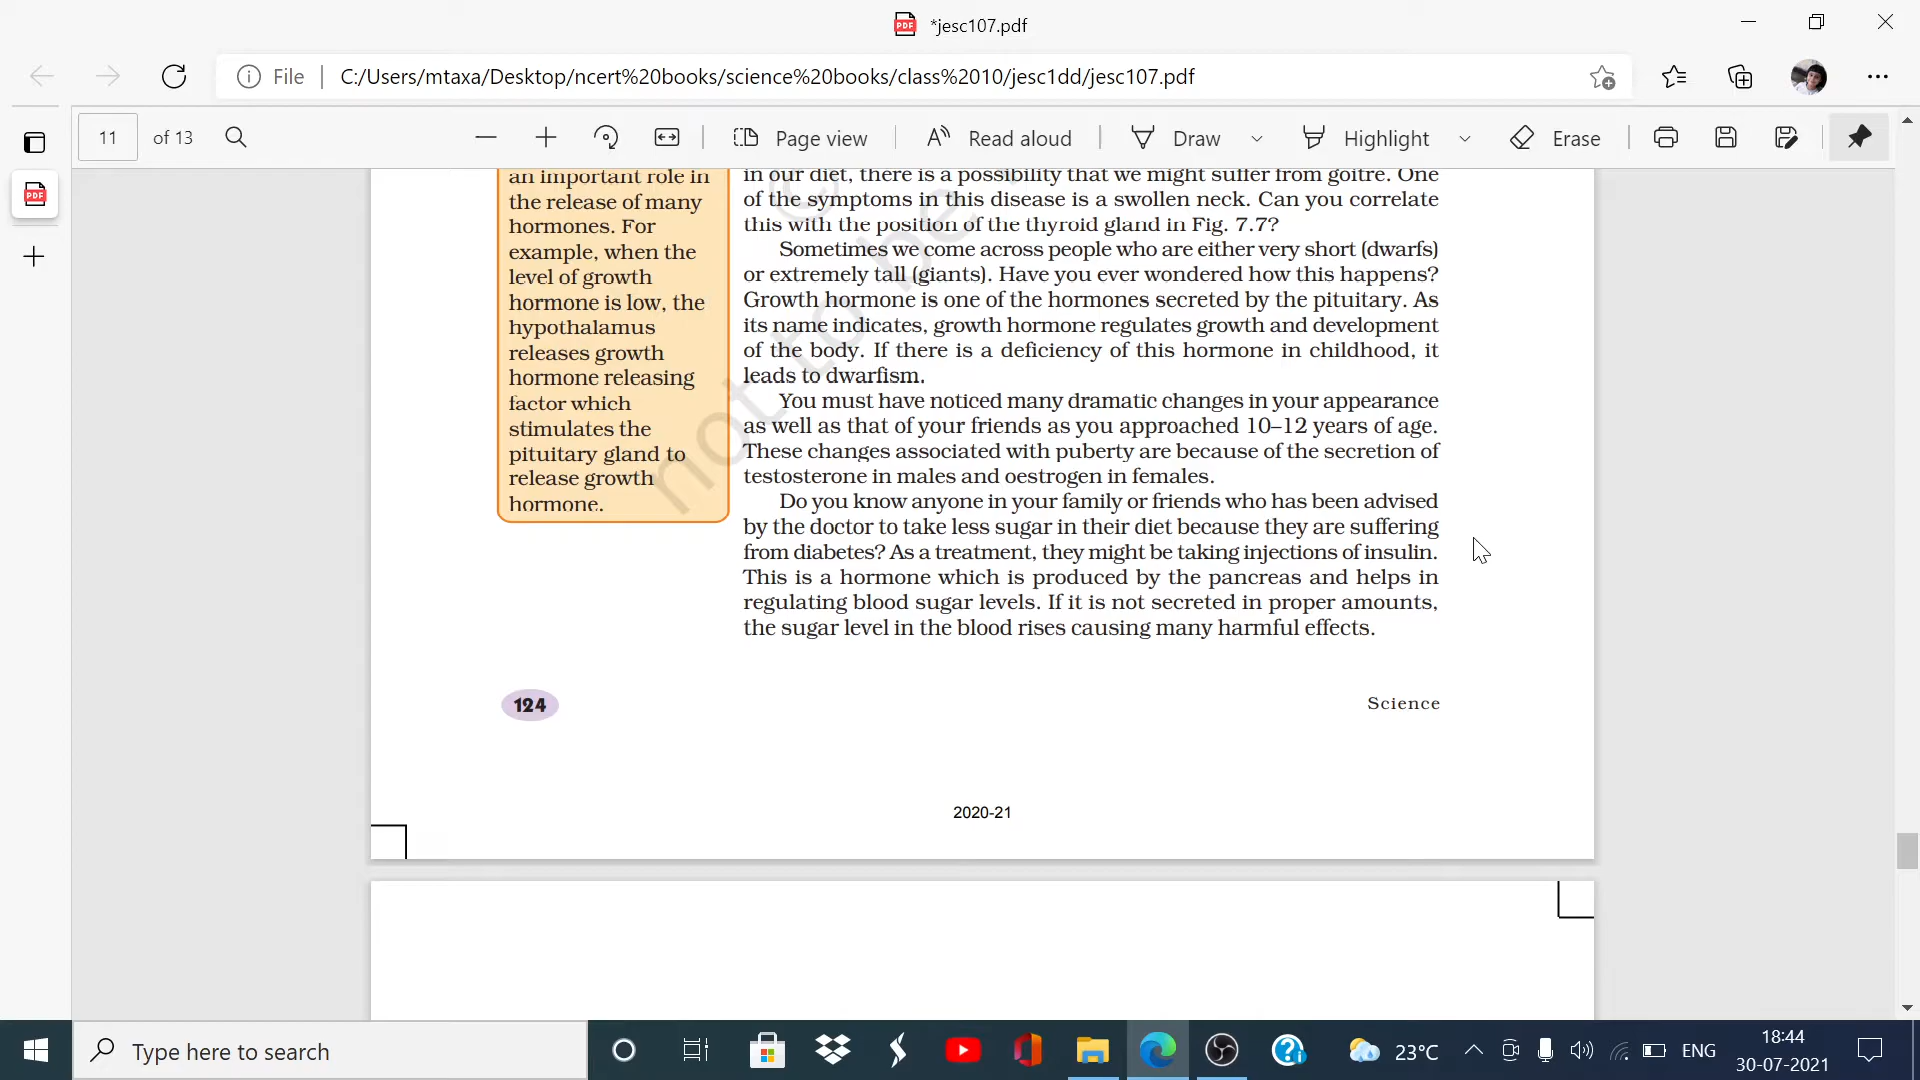 *jesc107.pdf
File
C:/Users/mtaxa/Desktop/ncert%20books/science%20books/class%2010/jesc1dd/jesc107.pdf
11 of 13
Page view
Read aloud
Draw
Highlight
Erase
an important role in
the release of many
hormones. For
example, when the
level of growth
hormone is low, the
hypothalamus
releases growth
hormone releasing
factor which
stimulates the
pituitary gland to
release growth
hormone.
in our diet, there is a possibility that we might suffer from goitre. One
of the symptoms in this disease is a swollen neck. Can you correlate
this with the position of the thyroid gland in Fig. 7.7?
Sometimes we come across people who are either very short (dwarfs)
or extremely tall (giants). Have you ever wondered how this happens?
Growth hormone is one of the hormones secreted by the pituitary. As
its name indicates, growth hormone regulates growth and development
of the body. If there is a deficiency of this hormone in childhood, it
leads to dwarfism.
You must have noticed many dramatic changes in your appearance
as well as that of your friends as you approached 10–12 years of age.
These changes associated with puberty are because of the secretion of
testosterone in males and oestrogen in females.
Do you know anyone in your family or friends who has been advised
by the doctor to take less sugar in their diet because they are suffering
from diabetes? As a treatment, they might be taking injections of insulin.
This is a hormone which is produced by the pancreas and helps in
regulating blood sugar levels. If it is not secreted in proper amounts,
the sugar level in the blood rises causing many harmful effects.
©
not to be
124
Science
2020-21
Type here to search
23°C
ENG
18:44
30-07-2021